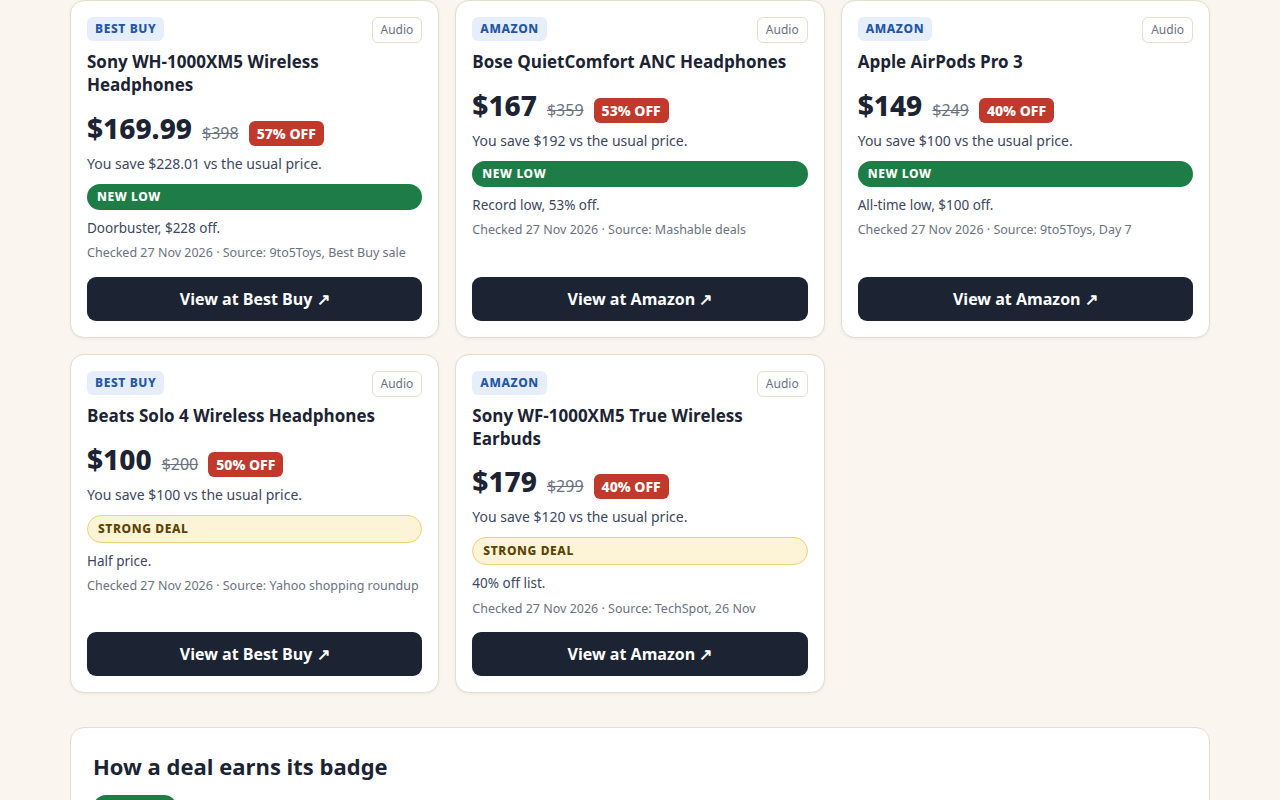 BEST BUY
Audio
Sony WH-1000XM5 Wireless
Headphones
$169.99 $398 57% OFF
You save $228.01 vs the usual price.
NEW LOW
Doorbuster, $228 off.
Checked 27 Nov 2026 · Source: 9to5Toys, Best Buy sale
View at Best Buy ↗
AMAZON
Audio
Bose QuietComfort ANC Headphones
$167 $359 53% OFF
You save $192 vs the usual price.
NEW LOW
Record low, 53% off.
Checked 27 Nov 2026 · Source: Mashable deals
View at Amazon ↗
AMAZON
Audio
Apple AirPods Pro 3
$149 $249 40% OFF
You save $100 vs the usual price.
NEW LOW
All-time low, $100 off.
Checked 27 Nov 2026 · Source: 9to5Toys, Day 7
View at Amazon ↗
BEST BUY
Audio
Beats Solo 4 Wireless Headphones
$100 $200 50% OFF
You save $100 vs the usual price.
STRONG DEAL
Half price.
Checked 27 Nov 2026 · Source: Yahoo shopping roundup
View at Best Buy ↗
AMAZON
Audio
Sony WF-1000XM5 True Wireless
Earbuds
$179 $299 40% OFF
You save $120 vs the usual price.
STRONG DEAL
40% off list.
Checked 27 Nov 2026 · Source: TechSpot, 26 Nov
View at Amazon ↗
How a deal earns its badge